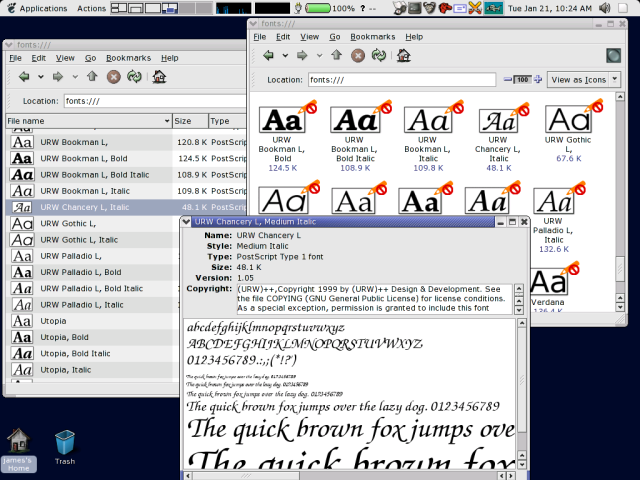 Applications Actions 100% ? -- Tue Jan 21, 10:24 AM
fonts:///
File Edit View Go Bookmarks Help
Location: fonts:///
File name Size Type
URW Bookman L, 120.8 K PostScript
URW Bookman L, Bold 124.5 K PostScript
URW Bookman L, Bold Italic 108.9 K PostScript
URW Bookman L, Italic 109.8 K PostScript
URW Chancery L, Italic 48.1 K PostScript
URW Gothic L,
URW Gothic L, Italic
URW Palladio L,
URW Palladio L, Bold
URW Palladio L, Bold Italic
URW Palladio L, Italic
Utopia
Utopia, Bold
Utopia, Bold Italic
Utopia, Italic
fonts:///
File Edit View Go Bookmarks Help
Location: fonts:/// 100 View as Icons
Aa Aa Aa Aa Aa
URW
Bookman L,
Bold
124.5 K
URW
Bookman L,
Bold Italic
108.9 K
URW
Bookman L,
Italic
109.8 K
URW
Chancery L,
Italic
48.1 K
URW Gothic
L,
67.6 K
Aa Aa Aa Aa Aa
URW
Palladio L,
Italic
132.6 K
Aa
Verdana
136.4 K
URW Chancery L, Medium Italic
Name: URW Chancery L
Style: Medium Italic
Type: PostScript Type 1 font
Size: 48.1 K
Version: 1.05
Copyright: (URW)++,Copyright 1999 by (URW)++ Design & Development. See
the file COPYING (GNU General Public License) for license conditions.
As a special exception, permission is granted to include this font
abcdefghijklmnopqrstuvwxyz
ABCDEFGHIJKLMNOPQRSTUVWXYZ
0123456789.:,;(*!?')
The quick brown fox jumps over the lazy dog. 0123456789
The quick brown fox jumps over the lazy dog. 0123456789
The quick brown fox jumps over the lazy dog. 0123456789
The quick brown fox jumps over the lazy dog. 0123456789
The quick brown fox jumps ove
The quick brown fox
james's
Home
Trash